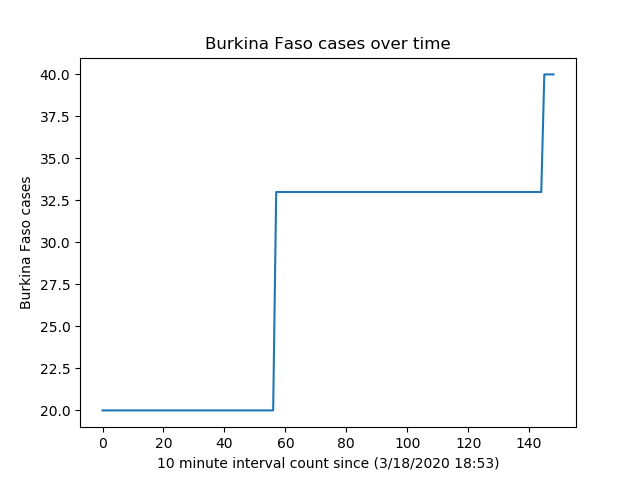 Burkina Faso cases over time
40.0
37.5
35.0
32.5
30.0
27.5
25.0
22.5
20.0
Burkina Faso cases
0 20 40 60 80 100 120 140
10 minute interval count since (3/18/2020 18:53)